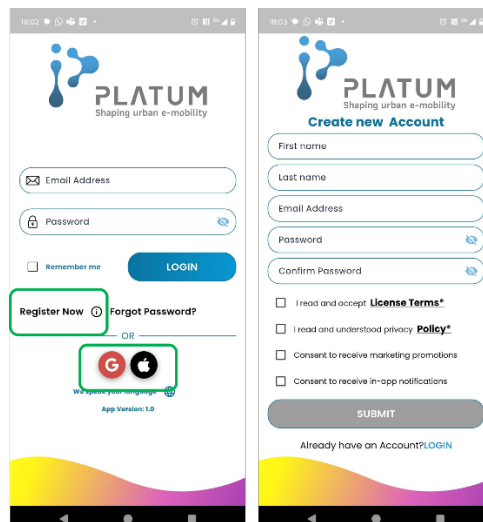 18:02
PLATUM
Shaping urban e-mobility
Email Address
Password
Remember me
LOGIN
Register Now
Forgot Password?
OR
G
We speak your language
App Version: 1.0
18:03
PLATUM
Shaping urban e-mobility
Create new Account
First name
Last name
Email Address
Password
Confirm Password
I read and accept License Terms*
I read and understood privacy Policy*
Consent to receive marketing promotions
Consent to receive in-app notifications
SUBMIT
Already have an Account?LOGIN